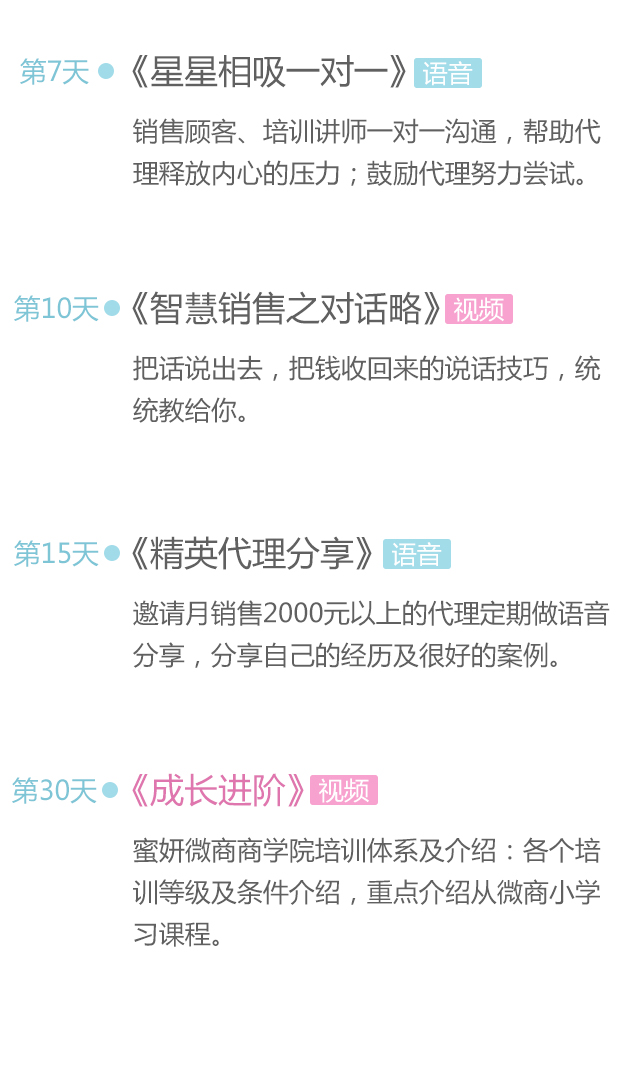 第7天 《星星相吸一对一》 语音
销售顾客、培训讲师一对一沟通，帮助代
理释放内心的压力；鼓励代理努力尝试。
第10天 《智慧销售之对话略》 视频
把话说出去，把钱收回来的说话技巧，统
统教给你。
第15天 《精英代理分享》 语音
邀请月销售2000元以上的代理定期做语音
分享，分享自己的经历及很好的案例。
第30天 《成长进阶》 视频
蜜妍微商商学院培训体系及介绍：各个培
训等级及条件介绍，重点介绍从微商小学
习课程。